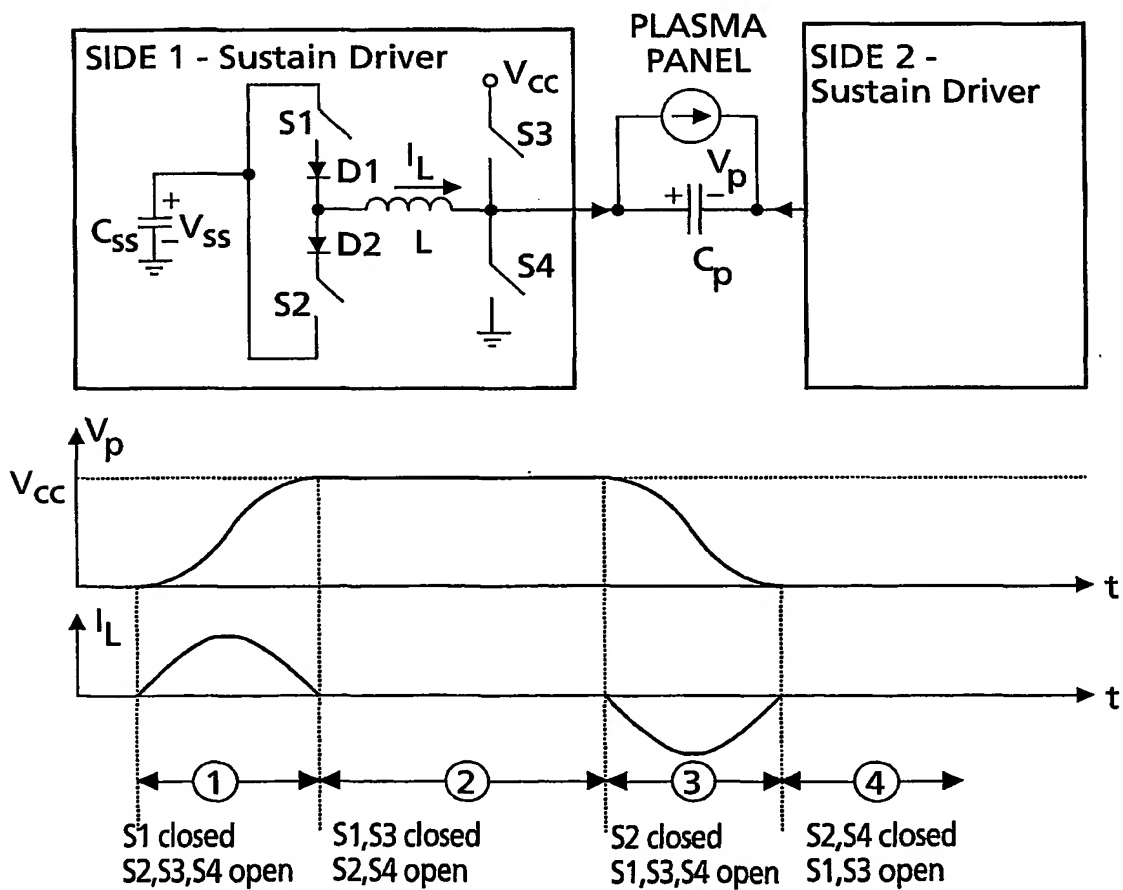 PLASMA
PANEL
SIDE 1 - Sustain Driver
SIDE 2 -
Sustain Driver
Vcc
S1
S3
D1
IL
Vp
+
+ -
Css
Vss
-
D2
L
S4
Cp
S2
Vp
Vcc
t
IL
t
1 2 3 4
S1 closed
S2,S3,S4 open
S1,S3 closed
S2,S4 open
S2 closed
S1,S3,S4 open
S2,S4 closed
S1,S3 open